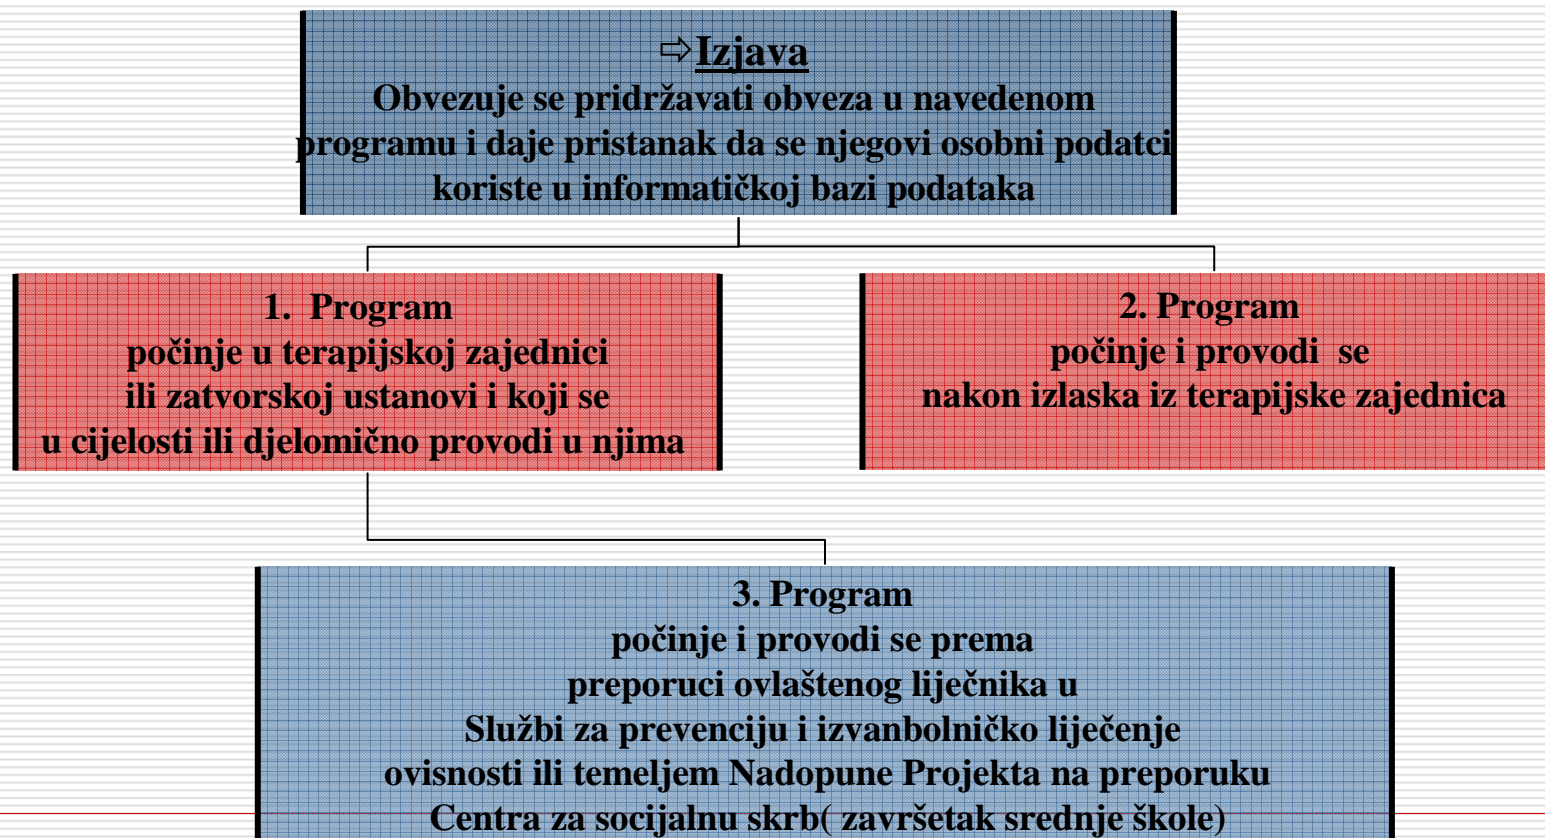 ⇨Izjava
Obvezuje se pridržavati obveza u navedenom
programu i daje pristanak da se njegovi osobni podatci
koriste u informatičkoj bazi podataka
1. Program
počinje u terapijskoj zajednici
ili zatvorskoj ustanovi i koji se
u cijelosti ili djelomično provodi u njima
2. Program
počinje i provodi se
nakon izlaska iz terapijske zajednica
3. Program
počinje i provodi se prema
preporuci ovlaštenog liječnika u
Službi za prevenciju i izvanbolničko liječenje
ovisnosti ili temeljem Nadopune Projekta na preporuku
Centra za socijalnu skrb( završetak srednje škole)